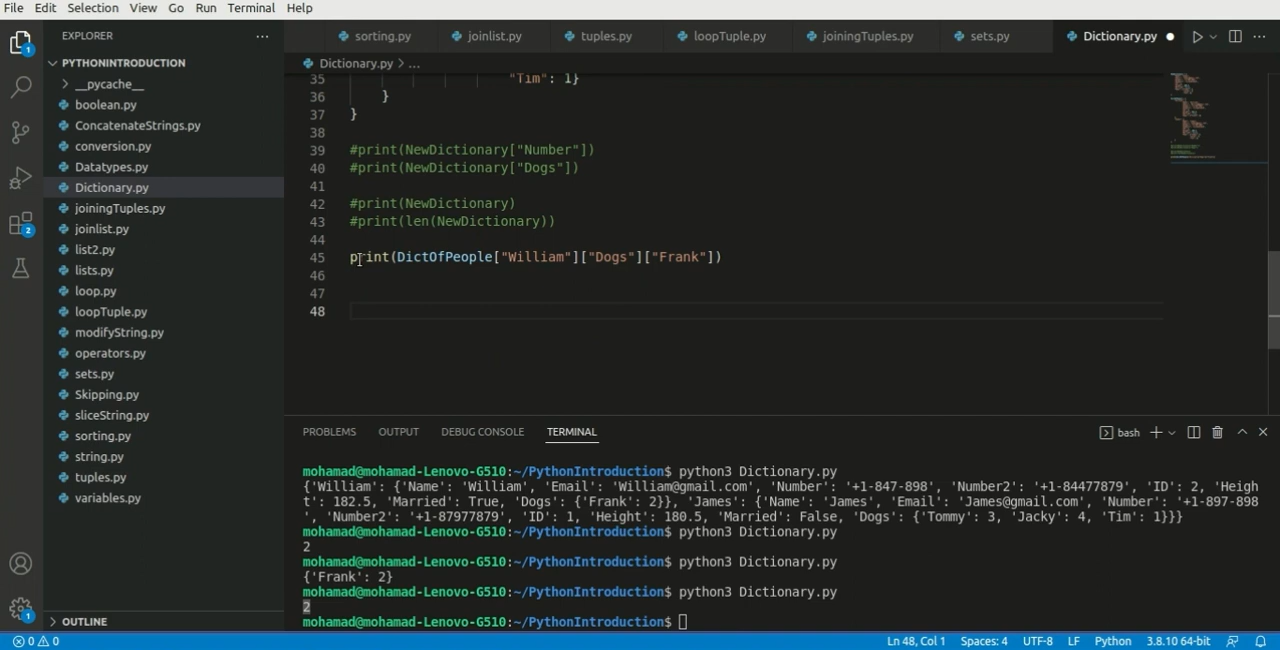 File Edit Selection View Go Run Terminal Help
EXPLORER ...
sorting.py joinlist.py tuples.py loopTuple.py joiningTuples.py sets.py Dictionary.py
PYTHONINTRODUCTION
__pycache__
boolean.py
ConcatenateStrings.py
conversion.py
Datatypes.py
Dictionary.py
joiningTuples.py
joinlist.py
list2.py
lists.py
loop.py
loopTuple.py
modifyString.py
operators.py
sets.py
Skipping.py
sliceString.py
sorting.py
string.py
tuples.py
variables.py
OUTLINE
1
2
1
Dictionary.py > ...
35 "Tim": 1}
36 }
37 }
38
39 #print(NewDictionary["Number"])
40 #print(NewDictionary["Dogs"])
41
42 #print(NewDictionary)
43 #print(len(NewDictionary))
44
45 print(DictOfPeople["William"]["Dogs"]["Frank"])
46
47
48
PROBLEMS OUTPUT DEBUG CONSOLE TERMINAL bash
mohamad@mohamad-Lenovo-G510:~/PythonIntroduction$ python3 Dictionary.py
{'William': {'Name': 'William', 'Email': 'William@gmail.com', 'Number': '+1-847-898', 'Number2': '+1-84477879', 'ID': 2, 'Heigh
t': 182.5, 'Married': True, 'Dogs': {'Frank': 2}}, 'James': {'Name': 'James', 'Email': 'James@gmail.com', 'Number': '+1-897-898
', 'Number2': '+1-87977879', 'ID': 1, 'Height': 180.5, 'Married': False, 'Dogs': {'Tommy': 3, 'Jacky': 4, 'Tim': 1}}}
mohamad@mohamad-Lenovo-G510:~/PythonIntroduction$ python3 Dictionary.py
2
mohamad@mohamad-Lenovo-G510:~/PythonIntroduction$ python3 Dictionary.py
{'Frank': 2}
mohamad@mohamad-Lenovo-G510:~/PythonIntroduction$ python3 Dictionary.py
2
mohamad@mohamad-Lenovo-G510:~/PythonIntroduction$
0 0 Ln 48, Col 1 Spaces: 4 UTF-8 LF Python 3.8.10 64-bit